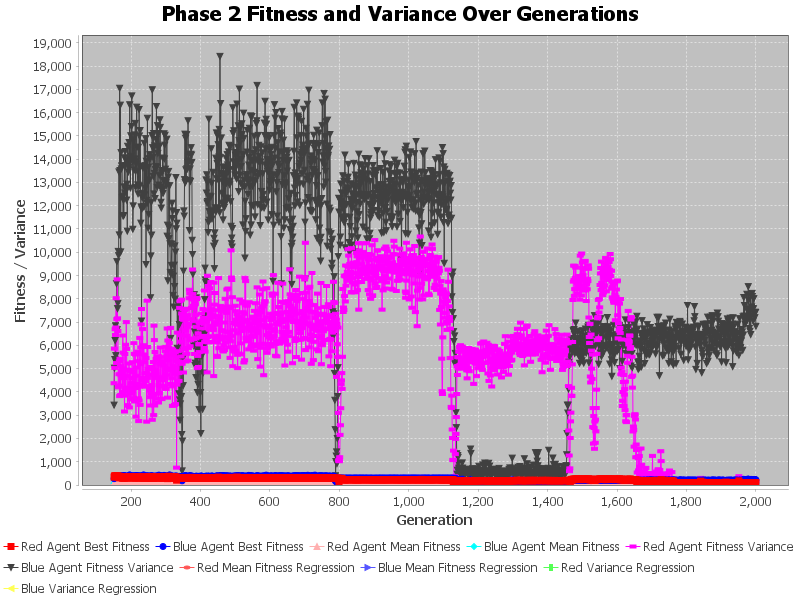 Phase 2 Fitness and Variance Over Generations
19,000
18,000
17,000
16,000
15,000
14,000
13,000
12,000
11,000
10,000
9,000
8,000
7,000
6,000
5,000
4,000
3,000
2,000
1,000
0
Fitness / Variance
200 400 600 800 1,000 1,200 1,400 1,600 1,800 2,000
Generation
Red Agent Best Fitness Blue Agent Best Fitness Red Agent Mean Fitness Blue Agent Mean Fitness Red Agent Fitness Variance
Blue Agent Fitness Variance Red Mean Fitness Regression Blue Mean Fitness Regression Red Variance Regression
Blue Variance Regression